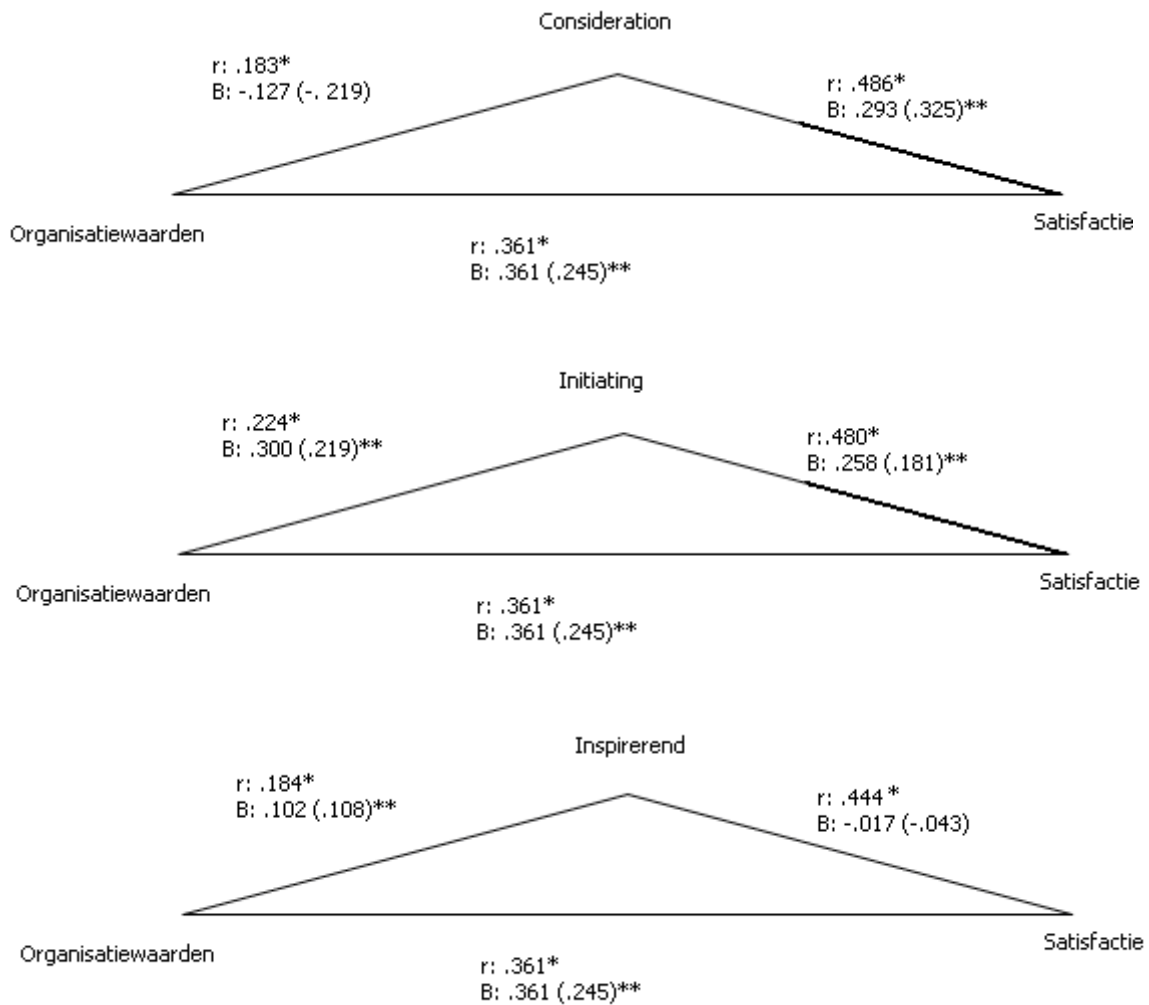 Consideration
r: .183*
B: -.127 (-. 219)
r: .486*
B: .293 (.325)**
Organisatiewaarden
Satisfactie
r: .361*
B: .361 (.245)**
Initiating
r: .224*
B: .300 (.219)**
r:.480*
B: .258 (.181)**
Organisatiewaarden
Satisfactie
r: .361*
B: .361 (.245)**
Inspirerend
r: .184*
B: .102 (.108)**
r: .444 *
B: -.017 (-.043)
Organisatiewaarden
Satisfactie
r: .361*
B: .361 (.245)**